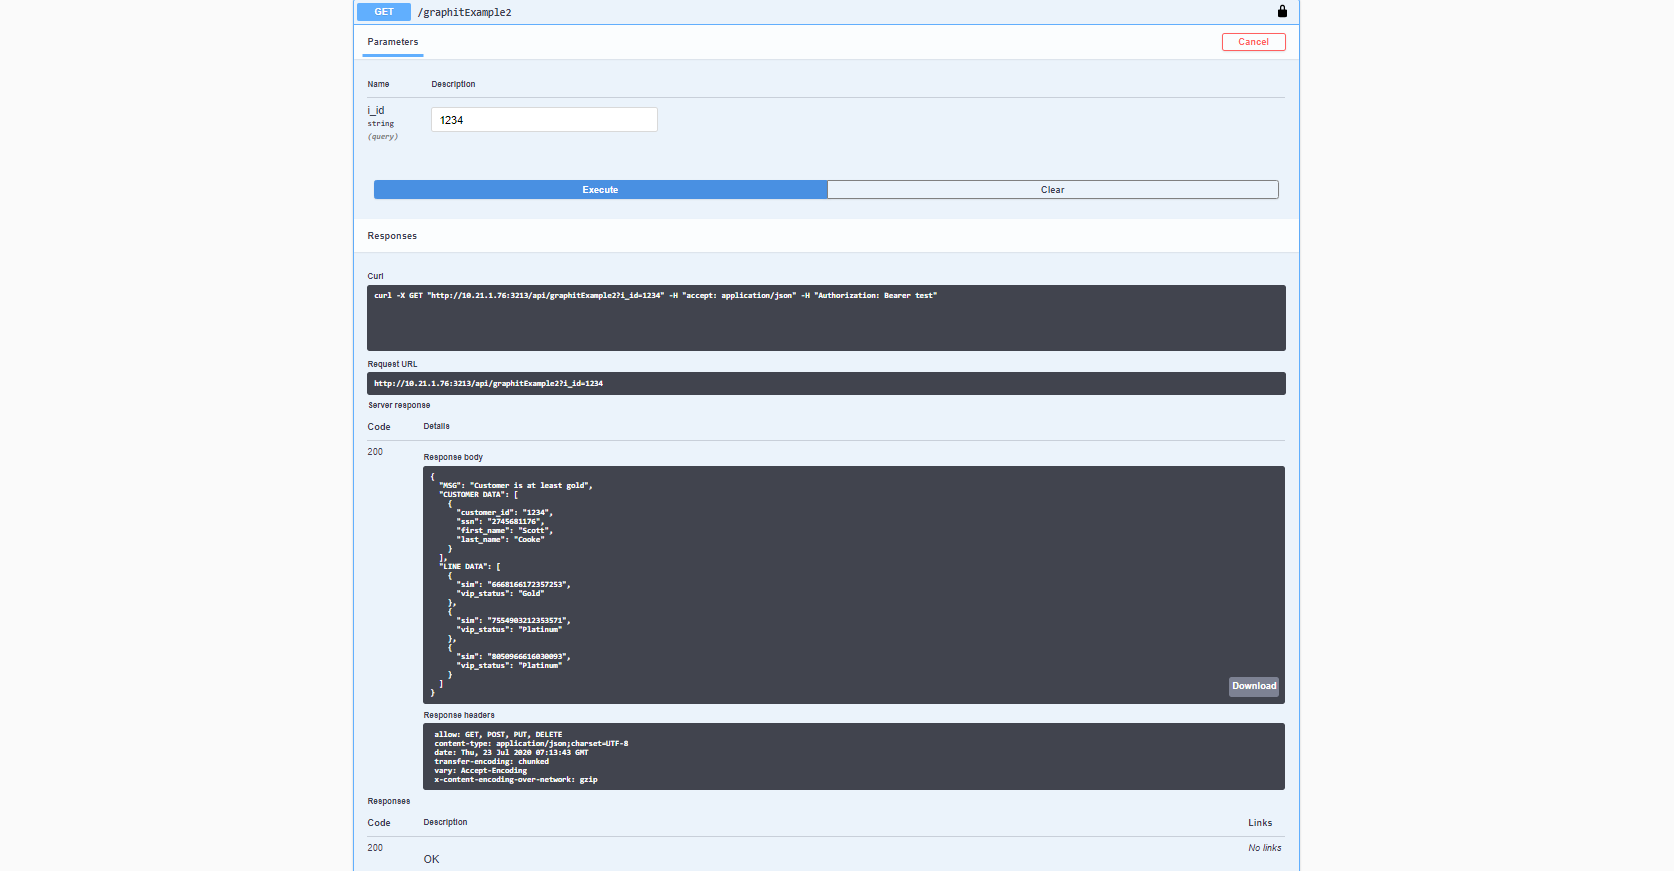 GET /graphitExample2
Parameters
Cancel
Name Description
i_id
string
(query)
1234
Execute Clear
Responses
Curl
curl -X GET "http://10.21.1.76:3213/api/graphitExample2?i_id=1234" -H "accept: application/json" -H "Authorization: Bearer test"
Request URL
http://10.21.1.76:3213/api/graphitExample2?i_id=1234
Server response
Code Details
200
Response body
{
"MSG": "Customer is at least gold",
"CUSTOMER DATA": [
{
"customer_id": "1234",
"ssn": "2745681176",
"first_name": "Scott",
"last_name": "Cooke"
}
],
"LINE DATA": [
{
"sim": "6668166172357253",
"vip_status": "Gold"
},
{
"sim": "7554903212353571",
"vip_status": "Platinum"
},
{
"sim": "8050966616030093",
"vip_status": "Platinum"
}
]
}
Download
Response headers
allow: GET, POST, PUT, DELETE
content-type: application/json;charset=UTF-8
date: Thu, 23 Jul 2020 07:13:43 GMT
transfer-encoding: chunked
vary: Accept-Encoding
x-content-encoding-over-network: gzip
Responses
Code Description Links
200 No links
OK